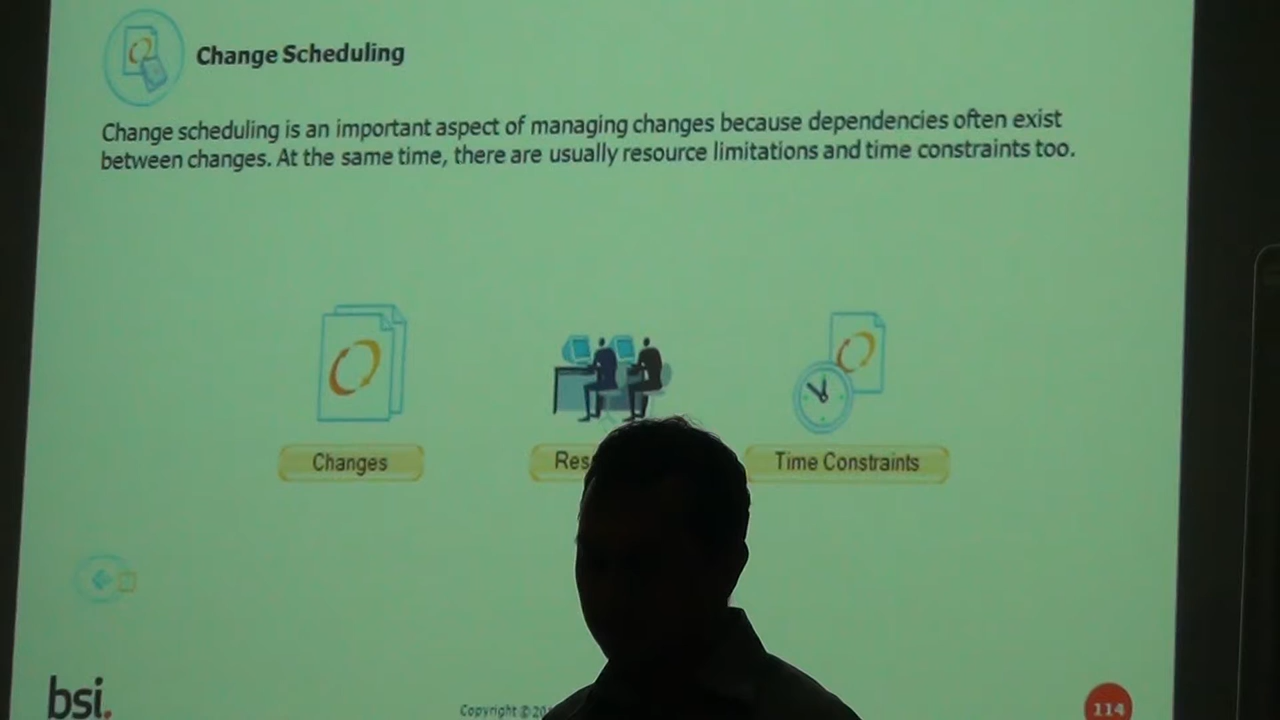 Change Scheduling
Change scheduling is an important aspect of managing changes because dependencies often exist
between changes. At the same time, there are usually resource limitations and time constraints too.
Changes
Time Constraints
bsi.
Copyright ©
114